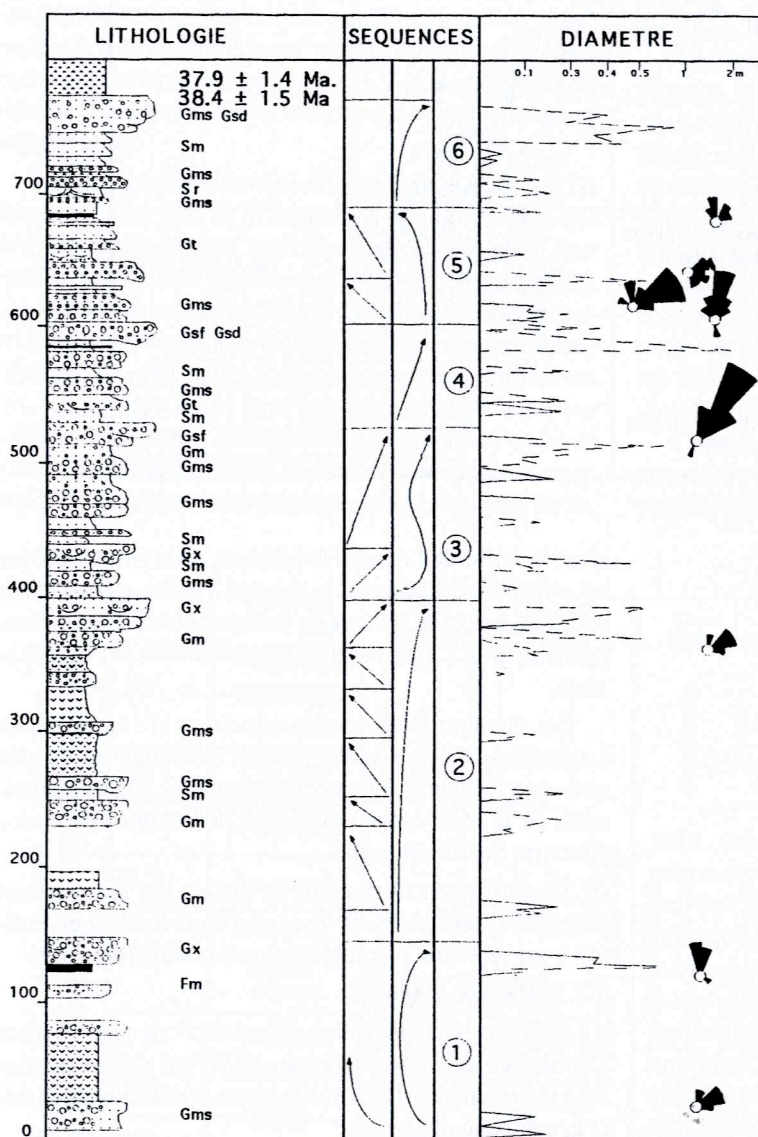 LITHOLOGIE SEQUENCES DIAMETRE
0.1 0.3 0.4 0.5 1 2m
37.9 ± 1.4 Ma.
38.4 ± 1.5 Ma
Gms Gsd
Sm
6
Gms
700
Sr
Gms
Gt
5
Gms
600
Gsf Gsd
Sm
4
Gms
Gt
Sm
Gsf
Gm
500
Gms
Gms
Sm
3
Gx
Sm
Gms
400
Gx
Gm
300
Gms
2
Gms
Sm
Gm
200
Gm
Gx
Fm
100
1
Gms
0